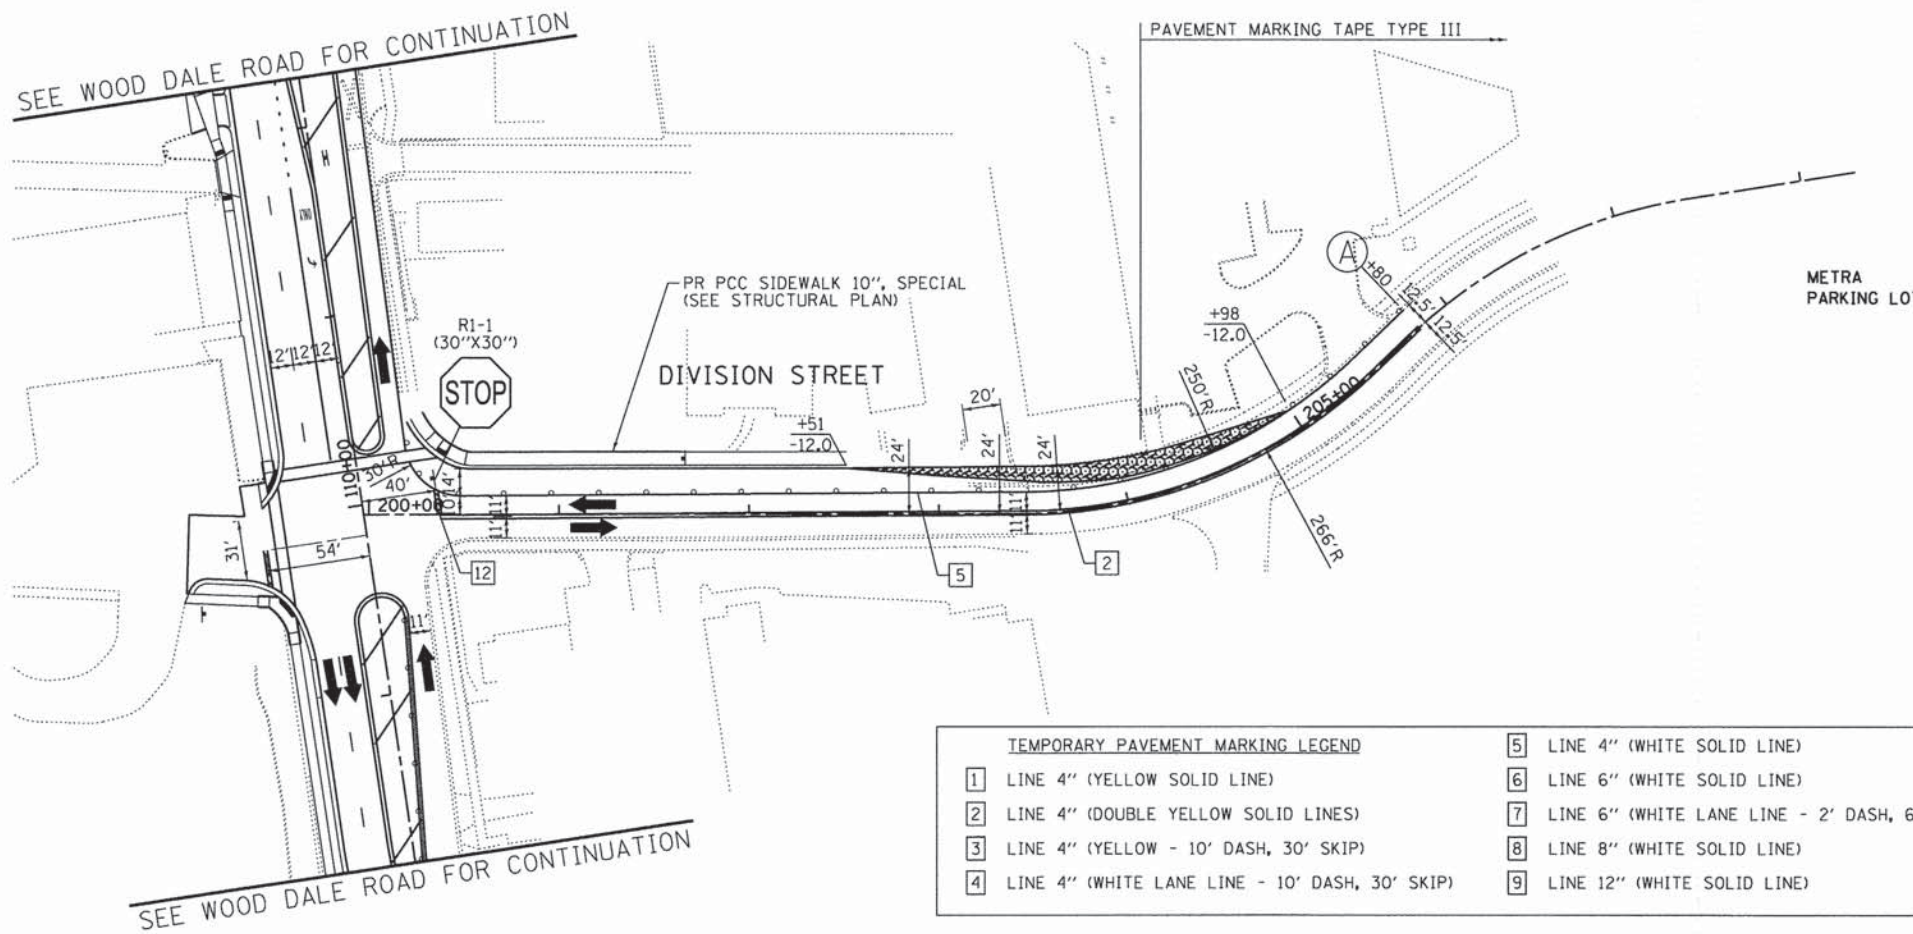 SEE WOOD DALE ROAD FOR CONTINUATION
PAVEMENT MARKING TAPE TYPE III
PR PCC SIDEWALK 10", SPECIAL
(SEE STRUCTURAL PLAN)
R1-1
(30"X30")
STOP
DIVISION STREET
+51
-12.0
20'
24'
24'
24'
250'R
+98
-12.0
A
+80
12.5'
12.5'
205+00
METRA
PARKING LO
12'
12'
12'
110+00
30'R
40'
14'
10'
200+00
11'
11'
11'
11'
266'R
31'
54'
12
5
2
11'
SEE WOOD DALE ROAD FOR CONTINUATION
TEMPORARY PAVEMENT MARKING LEGEND
1 LINE 4" (YELLOW SOLID LINE)
2 LINE 4" (DOUBLE YELLOW SOLID LINES)
3 LINE 4" (YELLOW - 10' DASH, 30' SKIP)
4 LINE 4" (WHITE LANE LINE - 10' DASH, 30' SKIP)
5 LINE 4" (WHITE SOLID LINE)
6 LINE 6" (WHITE SOLID LINE)
7 LINE 6" (WHITE LANE LINE - 2' DASH, 6
8 LINE 8" (WHITE SOLID LINE)
9 LINE 12" (WHITE SOLID LINE)